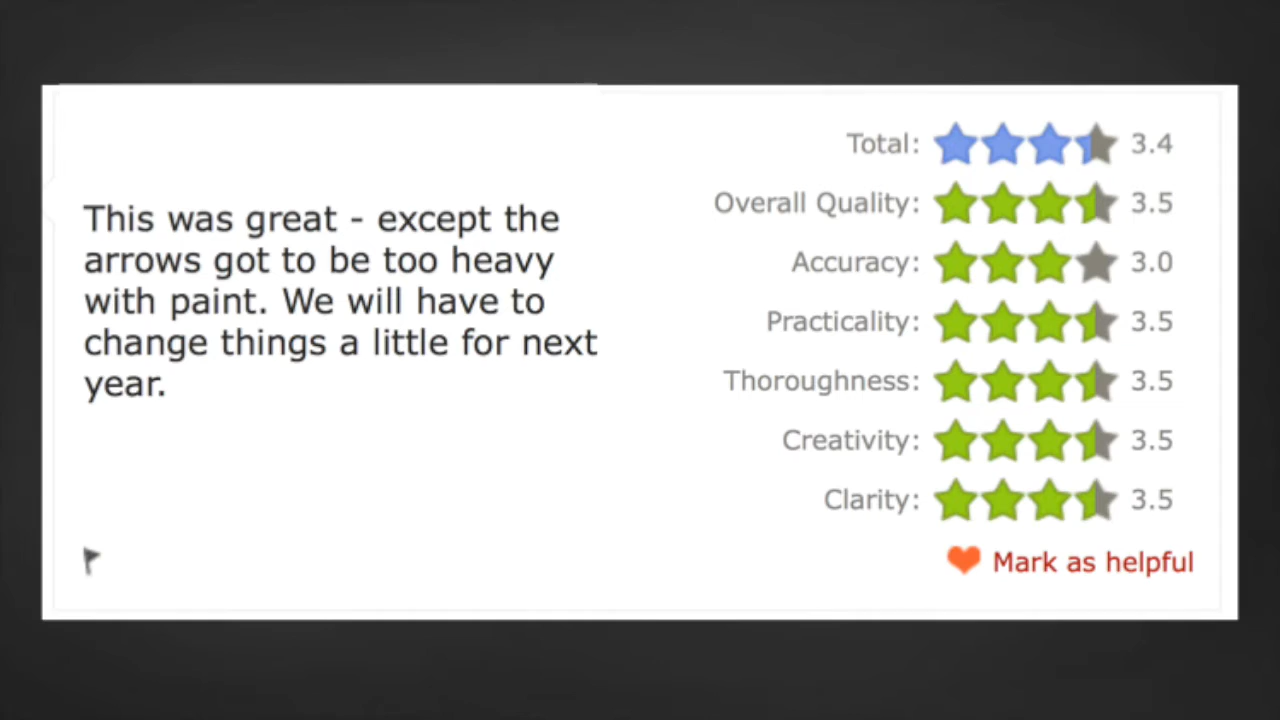 This was great - except the
arrows got to be too heavy
with paint. We will have to
change things a little for next
year.
Total: 3.4
Overall Quality: 3.5
Accuracy: 3.0
Practicality: 3.5
Thoroughness: 3.5
Creativity: 3.5
Clarity: 3.5
Mark as helpful